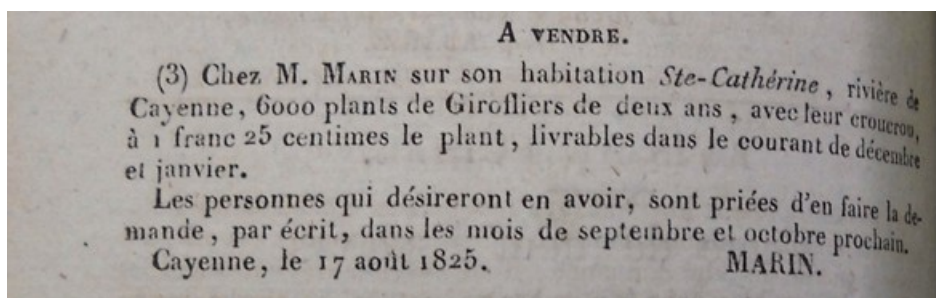 A VENDRE.
(3) Chez M. MARIN sur son habitation Ste-Cathérine, rivière de
Cayenne, 6000 plants de Girofliers de deux ans, avec leur croucrou,
à 1 franc 25 centimes le plant, livrables dans le courant de décembre
et janvier.
Les personnes qui désireront en avoir, sont priées d'en faire la de-
mande, par écrit, dans les mois de septembre et octobre prochain.
Cayenne, le 17 août 1825. MARIN.